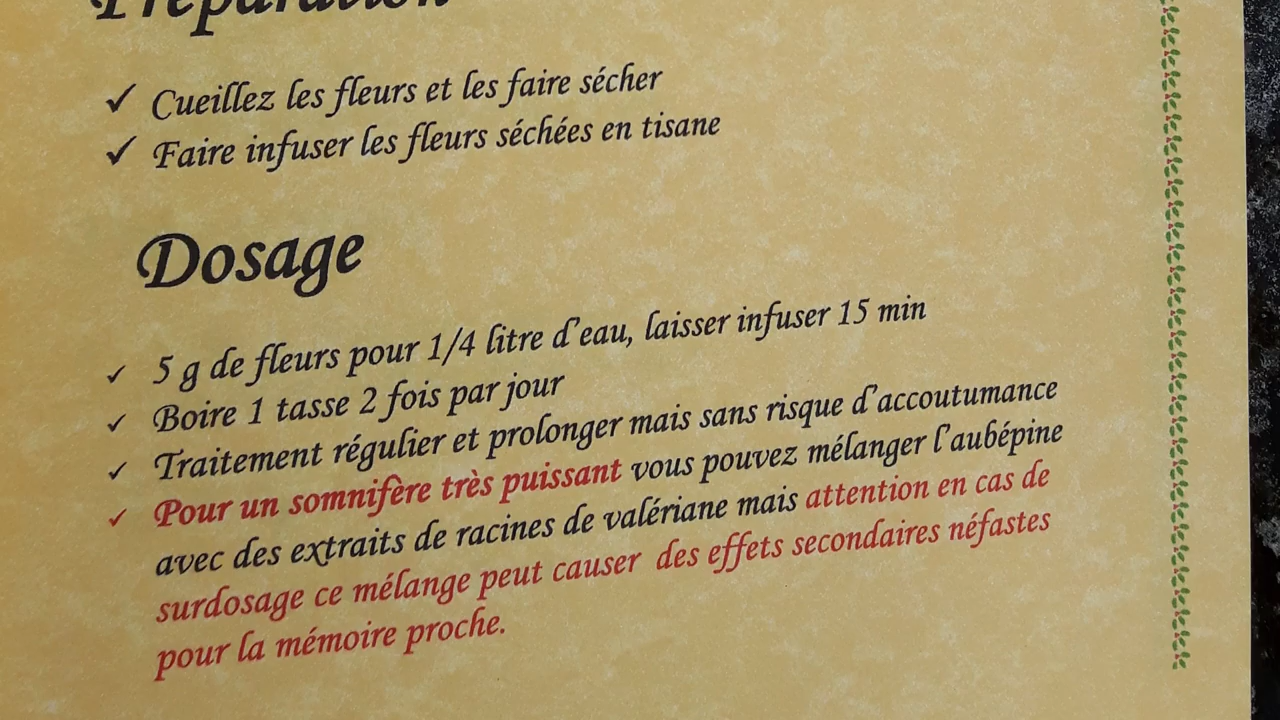 Préparation
✓ Cueillez les fleurs et les faire sécher
✓ Faire infuser les fleurs séchées en tisane
Dosage
✓ 5 g de fleurs pour 1/4 litre d'eau, laisser infuser 15 min
✓ Boire 1 tasse 2 fois par jour
✓ Traitement régulier et prolonger mais sans risque d'accoutumance
✓ Pour un somnifère très puissant vous pouvez mélanger l'aubépine
avec des extraits de racines de valériane mais attention en cas de
surdosage ce mélange peut causer des effets secondaires néfastes
pour la mémoire proche.